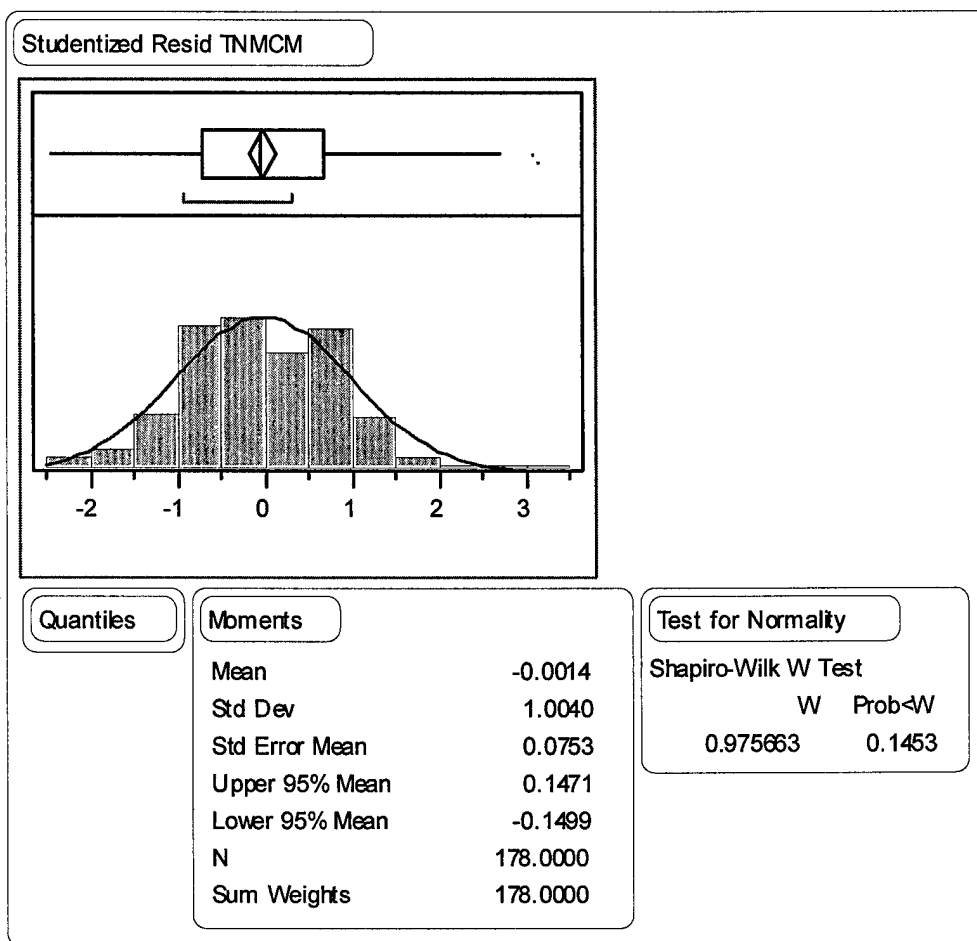 Studentized Resid TNMCM
-2 -1 0 1 2 3
Quantiles
Moments
Mean -0.0014
Std Dev 1.0040
Std Error Mean 0.0753
Upper 95% Mean 0.1471
Lower 95% Mean -0.1499
N 178.0000
Sum Weights 178.0000
Test for Normality
Shapiro-Wilk W Test
W Prob<W
0.975663 0.1453